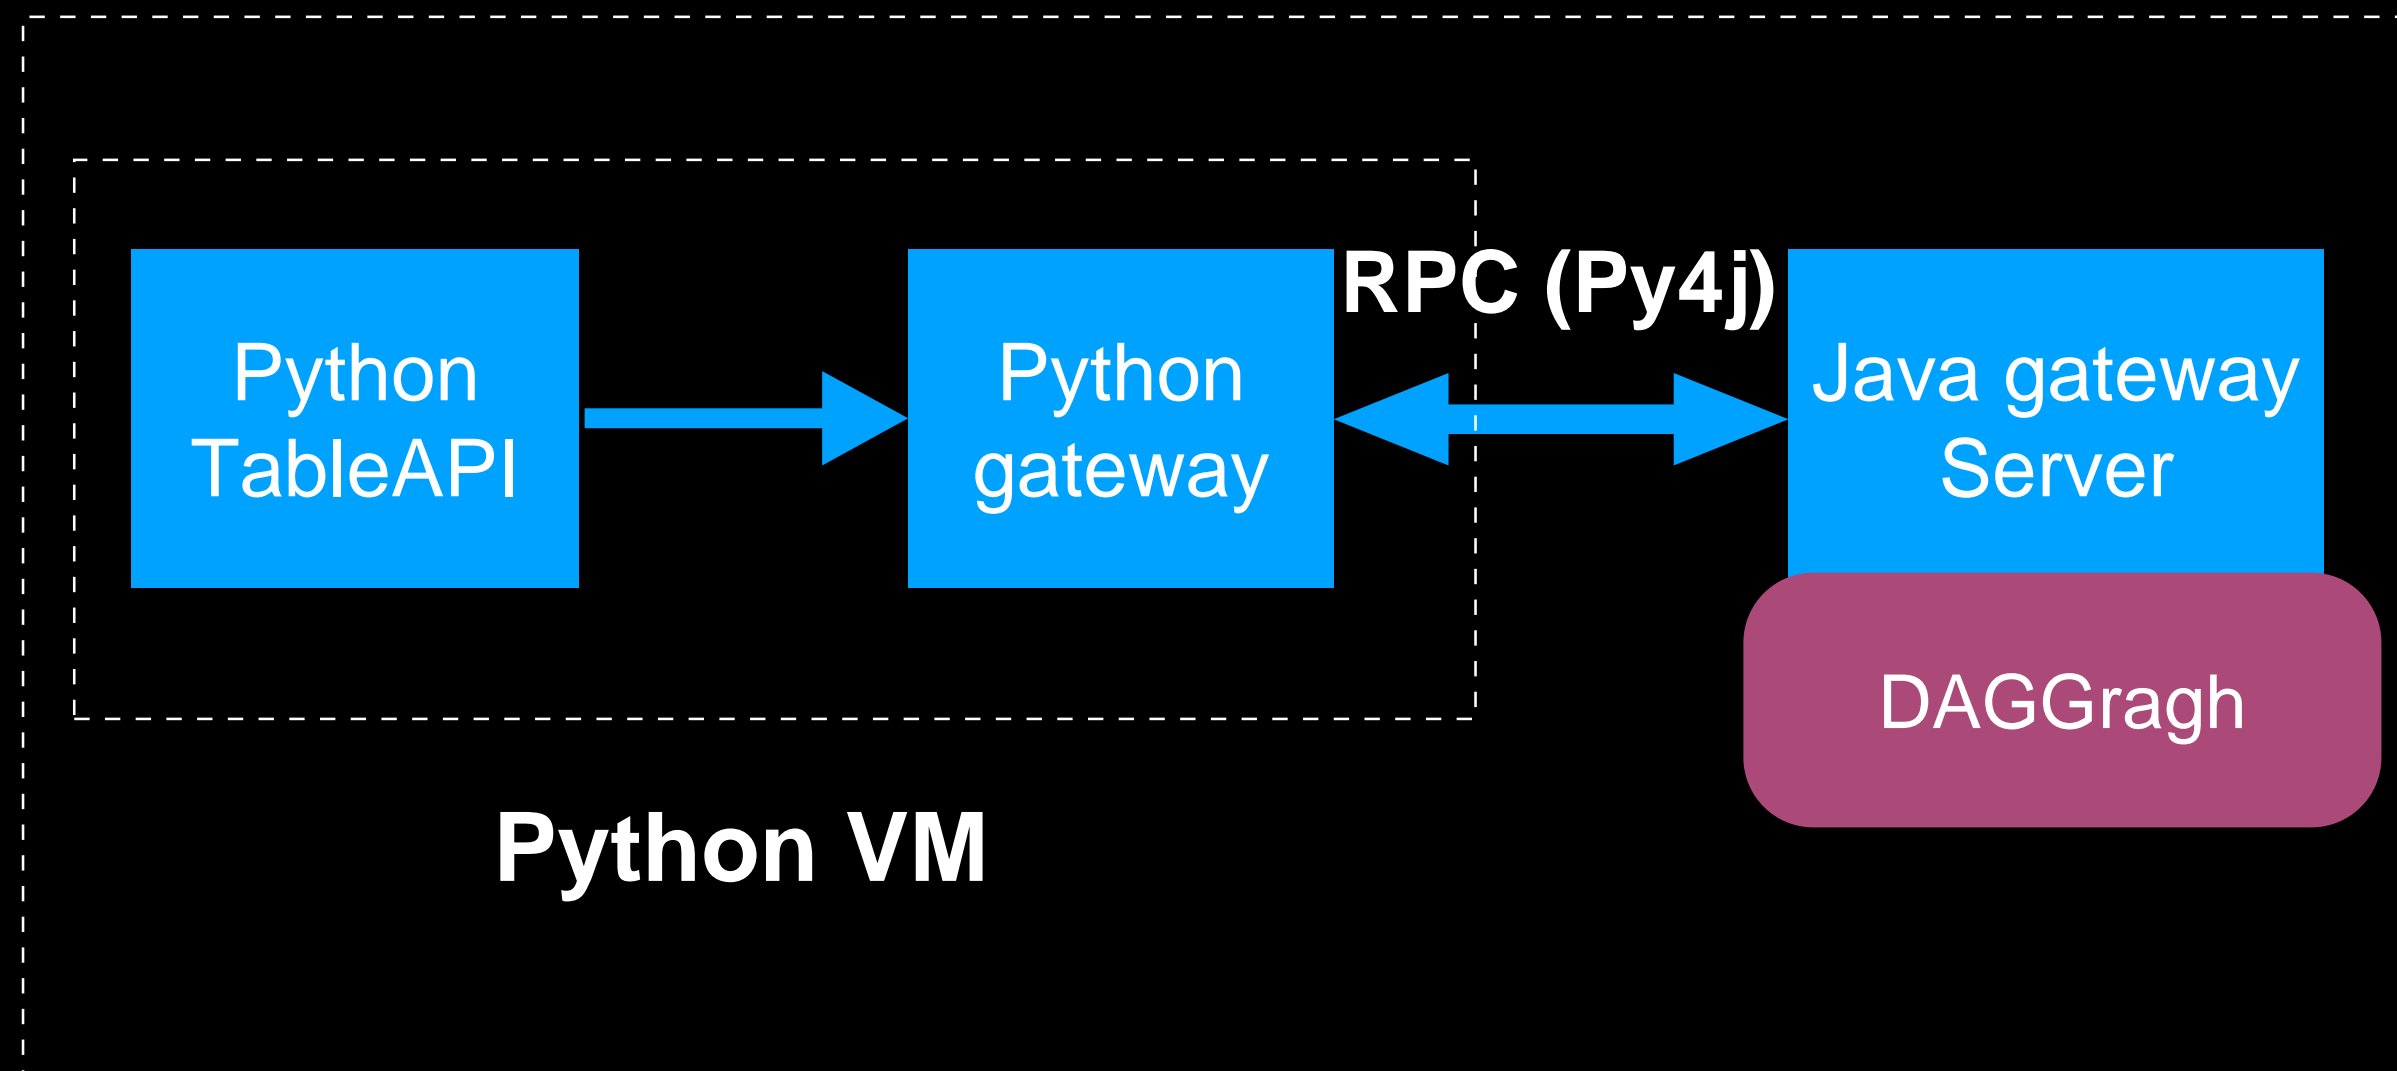 RPC (Py4j)
Python
TableAPI
Python
gateway
Java gateway
Server
DAGGragh
Python VM